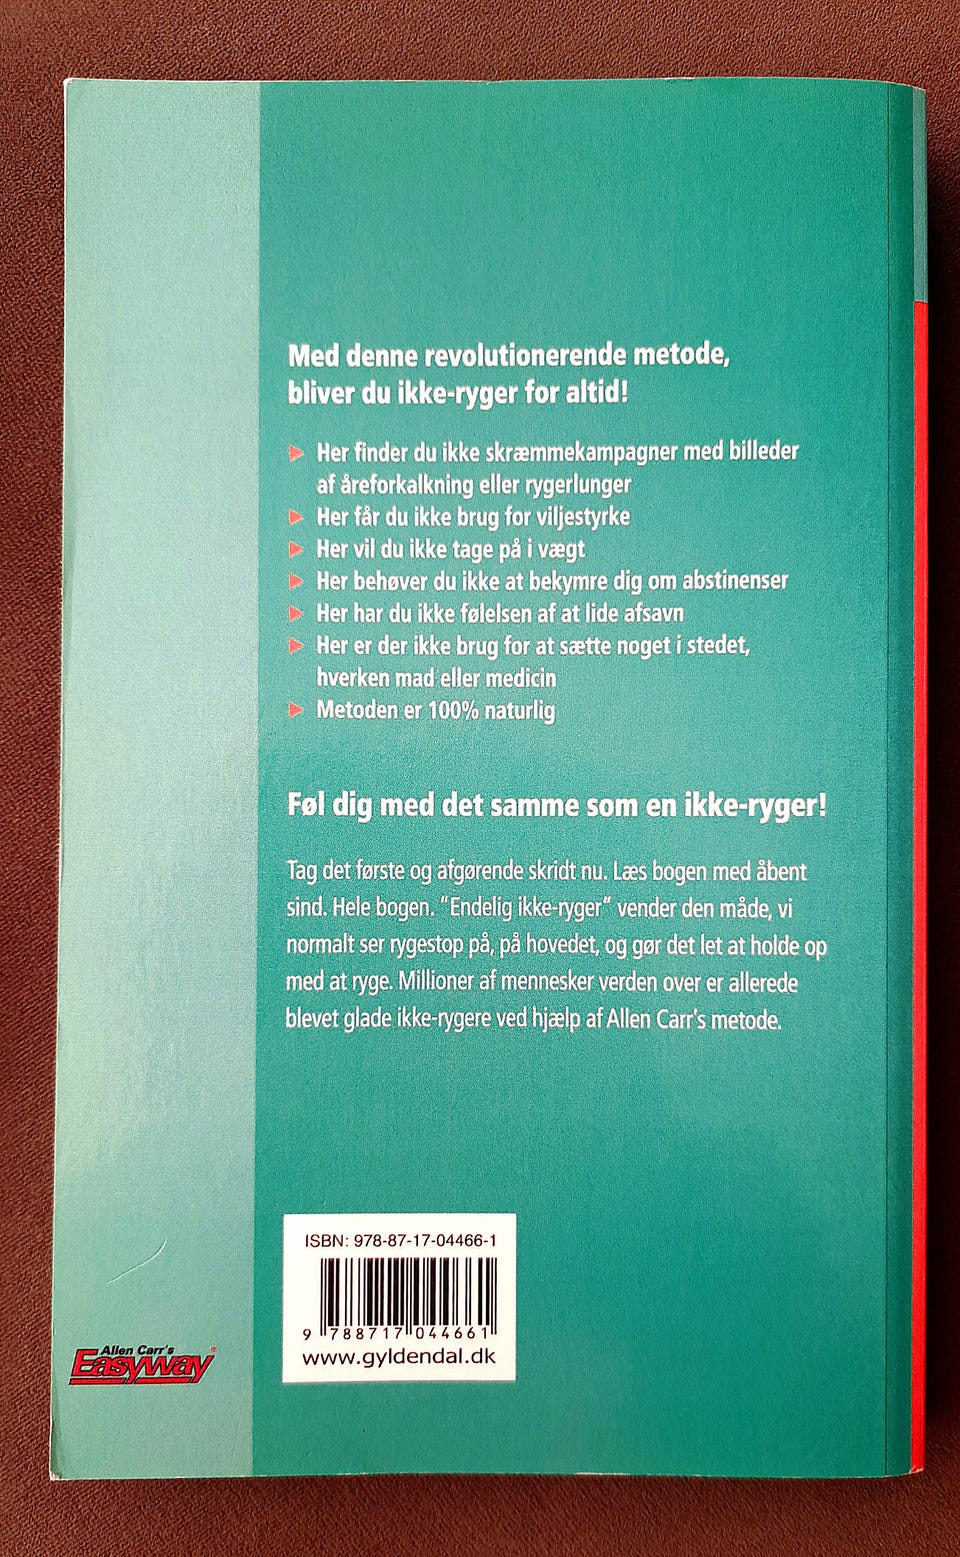 Med denne revolutionerende metode,
bliver du ikke-ryger for altid!
Her finder du ikke skræmmekampagner med billeder
af åreforkalkning eller rygerlunger
Her får du ikke brug for viljestyrke
Her vil du ikke tage på i vægt
Her behøver du ikke at bekymre dig om abstinenser
Her har du ikke følelsen af at lide afsavn
Her er der ikke brug for at sætte noget i stedet,
hverken mad eller medicin
Metoden er 100% naturlig
Føl dig med det samme som en ikke-ryger!
Tag det første og afgørende skridt nu. Læs bogen med åbent
sind. Hele bogen. “Endelig ikke-ryger“ vender den måde, vi
normalt ser rygestop på, på hovedet, og gør det let at holde op
med at ryge. Millioner af mennesker verden over er allerede
blevet glade ikke-rygere ved hjælp af Allen Carr's metode.
ISBN: 978-87-17-04466-1
9 788717 044661
www.gyldendal.dk
Allen Carr's
Easyway®